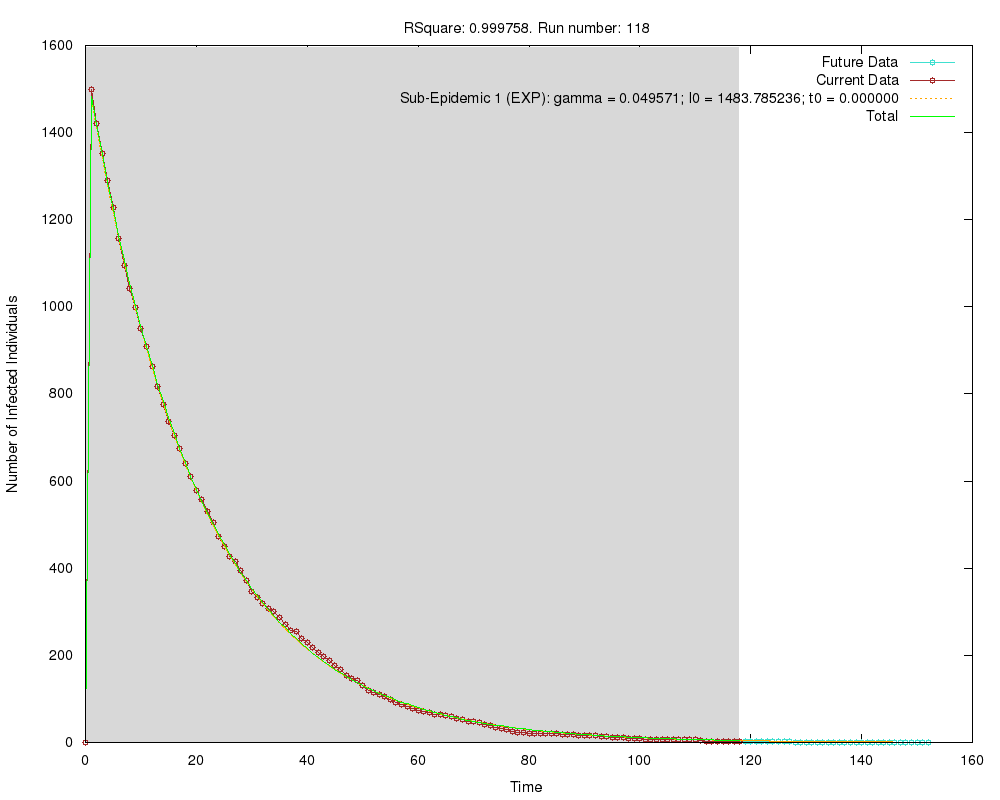 RSquare: 0.999758. Run number: 118
Future Data
Current Data
Sub-Epidemic 1 (EXP): gamma = 0.049571; I0 = 1483.785236; t0 = 0.000000
Total
1600
1400
1200
1000
800
600
400
200
0
Number of Infected Individuals
0 20 40 60 80 100 120 140 160
Time